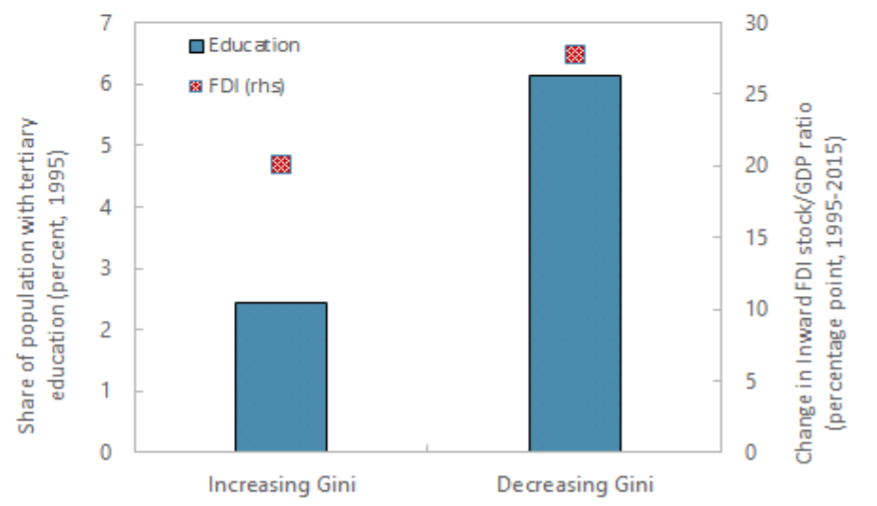 7
6
5
4
3
2
1
0
Share of population with tertiary
education (percent, 1995)
Education
FDI (rhs)
30
25
20
15
10
5
0
Change in Inward FDI stock/GDP ratio
(percentage point, 1995-2015)
Increasing Gini
Decreasing Gini